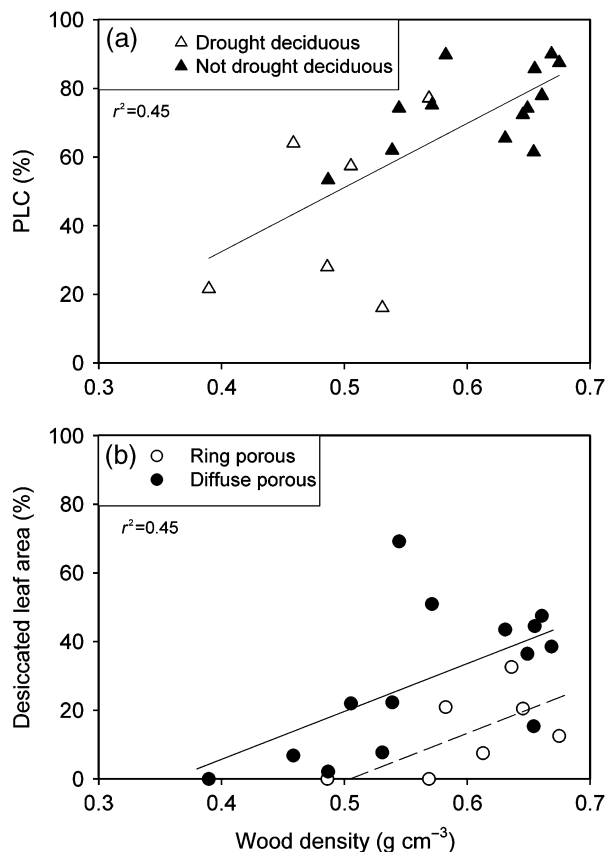 (a)
Drought deciduous
Not drought deciduous
r²=0.45
PLC (%)
100
80
60
40
20
0
0.3 0.4 0.5 0.6 0.7
(b)
Ring porous
Diffuse porous
r²=0.45
Desiccated leaf area (%)
100
80
60
40
20
0
0.3 0.4 0.5 0.6 0.7
Wood density (g cm⁻³)